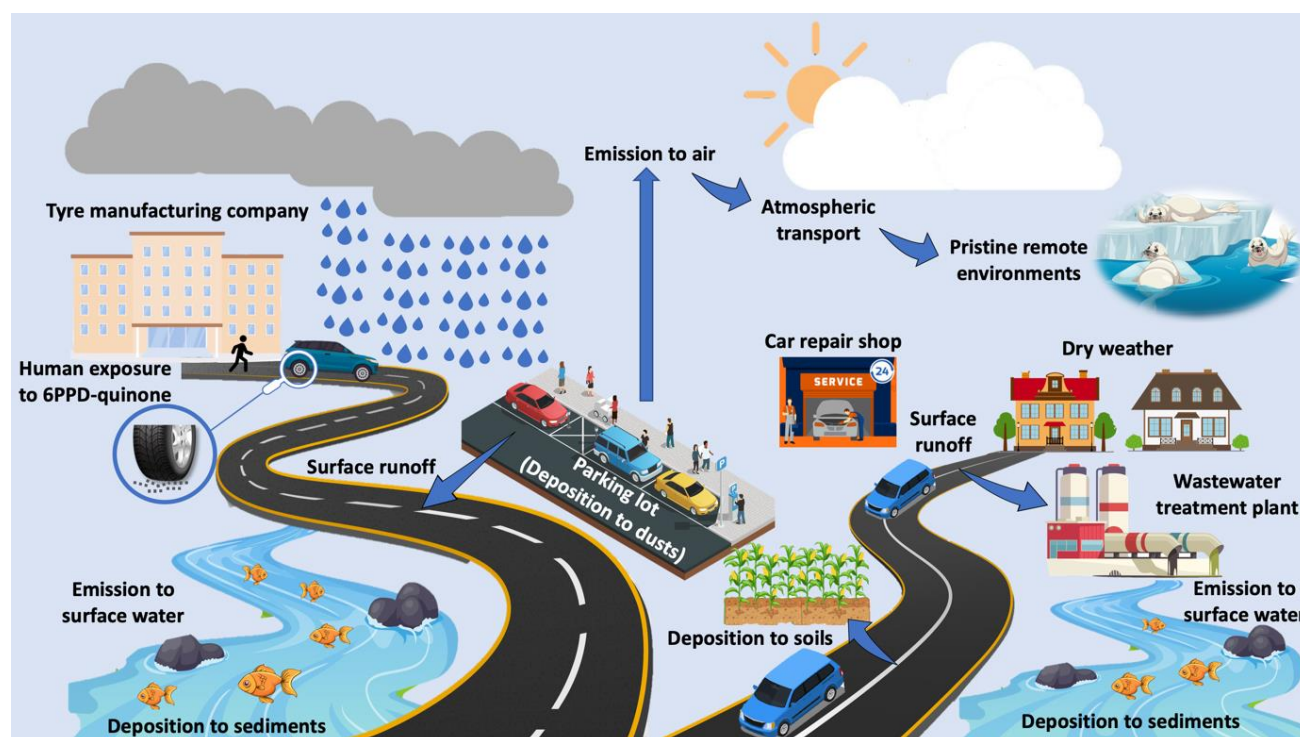 Emission to air
Atmospheric
transport
Pristine remote
environments
Tyre manufacturing company
Human exposure
to 6PPD-quinone
Surface runoff
Parking lot
(Deposition to dusts)
Emission to
surface water
Deposition to sediments
Car repair shop
24
SERVICE
Dry weather
Surface
runoff
Wastewater
treatment plant
Deposition to soils
Emission to
surface water
Deposition to sediments
P